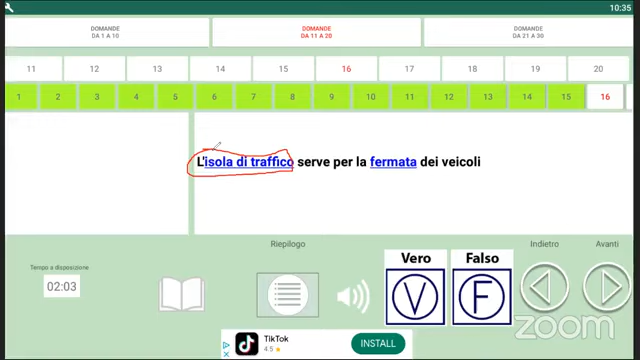 10:35
DOMANDE
DA 1 A 10
DOMANDE
DA 11 A 20
DOMANDE
DA 21 A 30
11 12 13 14 15 16 17 18 19 20
1 2 3 4 5 6 7 8 9 10 11 12 13 14 15 16
L'isola di traffico serve per la fermata dei veicoli
Riepilogo
Tempo a disposizione
02:03
Vero
V
Falso
F
Indietro
Avanti
zoom
TikTok
4.5
INSTALL